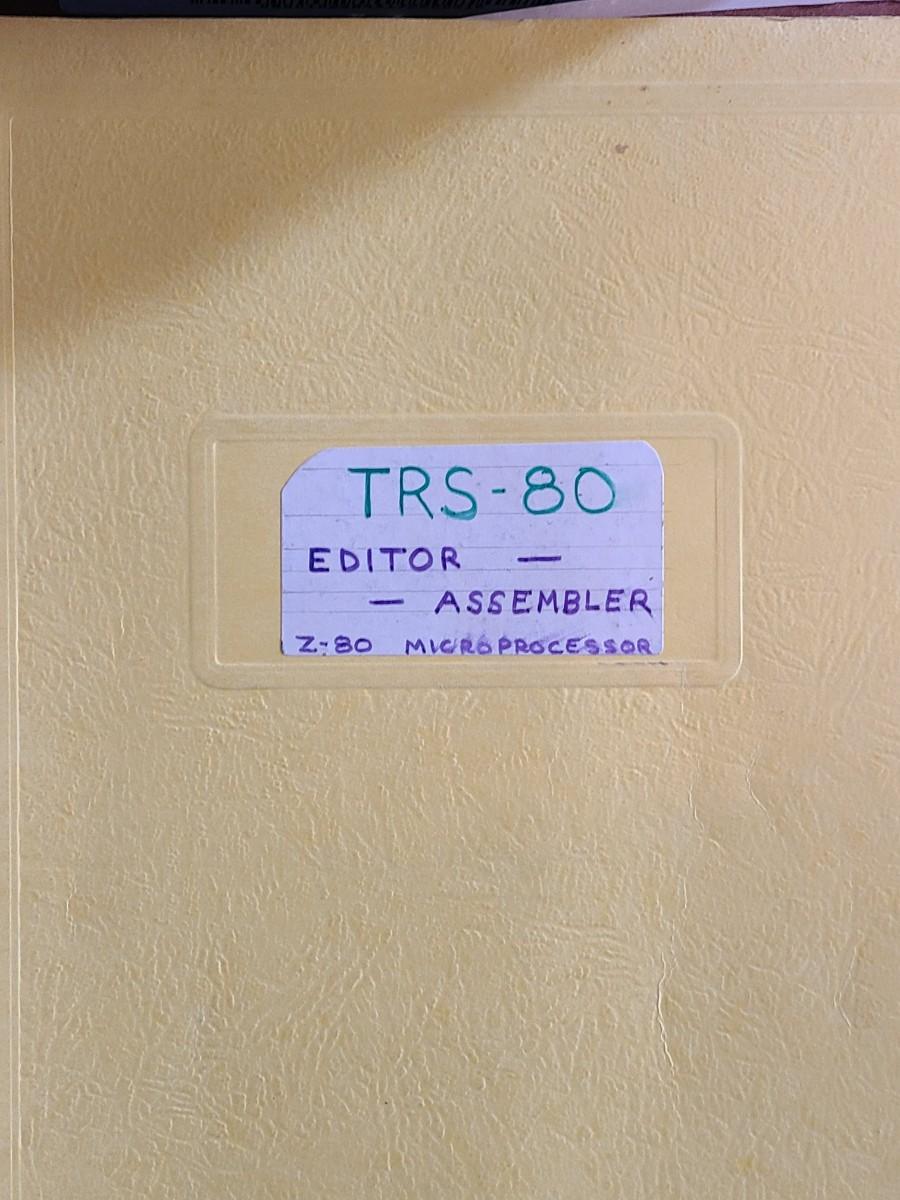 TRS-80
EDITOR —
— ASSEMBLER
Z-80 MICROPROCESSOR